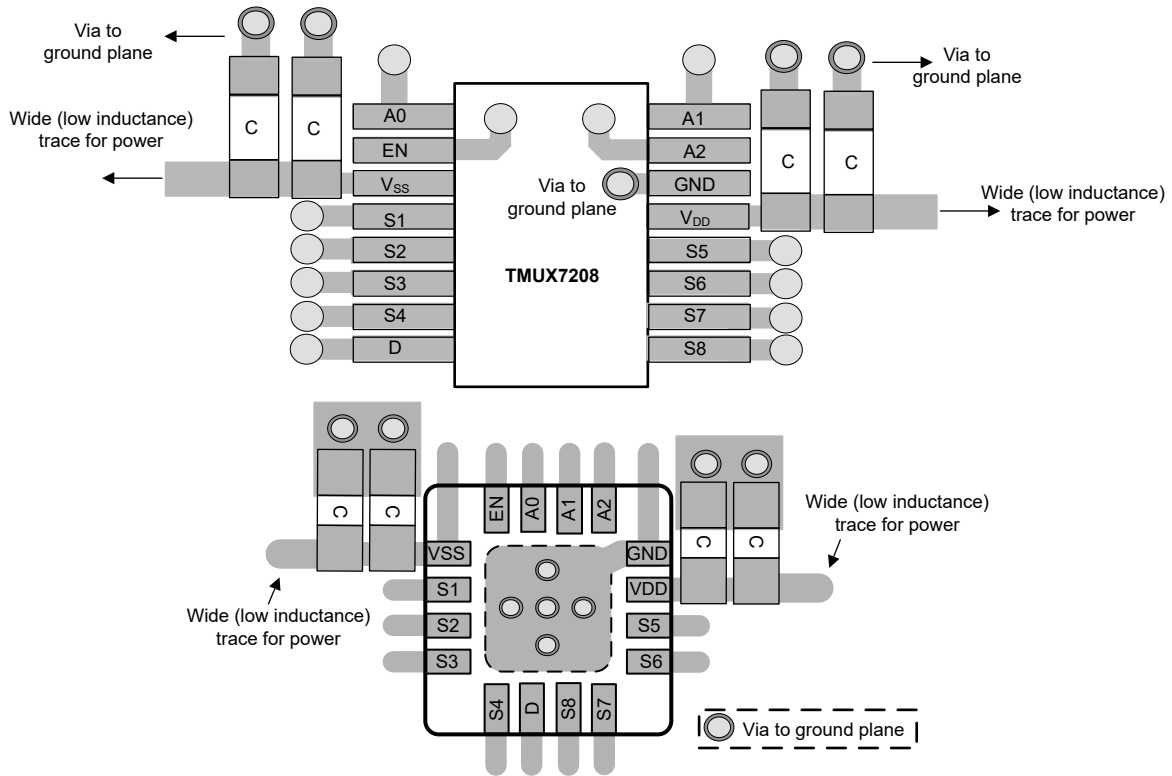 Via to
ground plane
Wide (low inductance)
trace for power
C
C
A0
EN
VSS
S1
S2
S3
S4
D
Via to
ground plane
TMUX7208
A1
A2
GND
VDD
S5
S6
S7
S8
C
C
Via to
ground plane
Wide (low inductance)
trace for power
C
C
Wide (low inductance)
trace for power
EN
A0
A1
A2
VSS
S1
S2
S3
GND
VDD
S5
S6
S4
D
S8
S7
C
C
Wide (low inductance)
trace for power
Via to ground plane